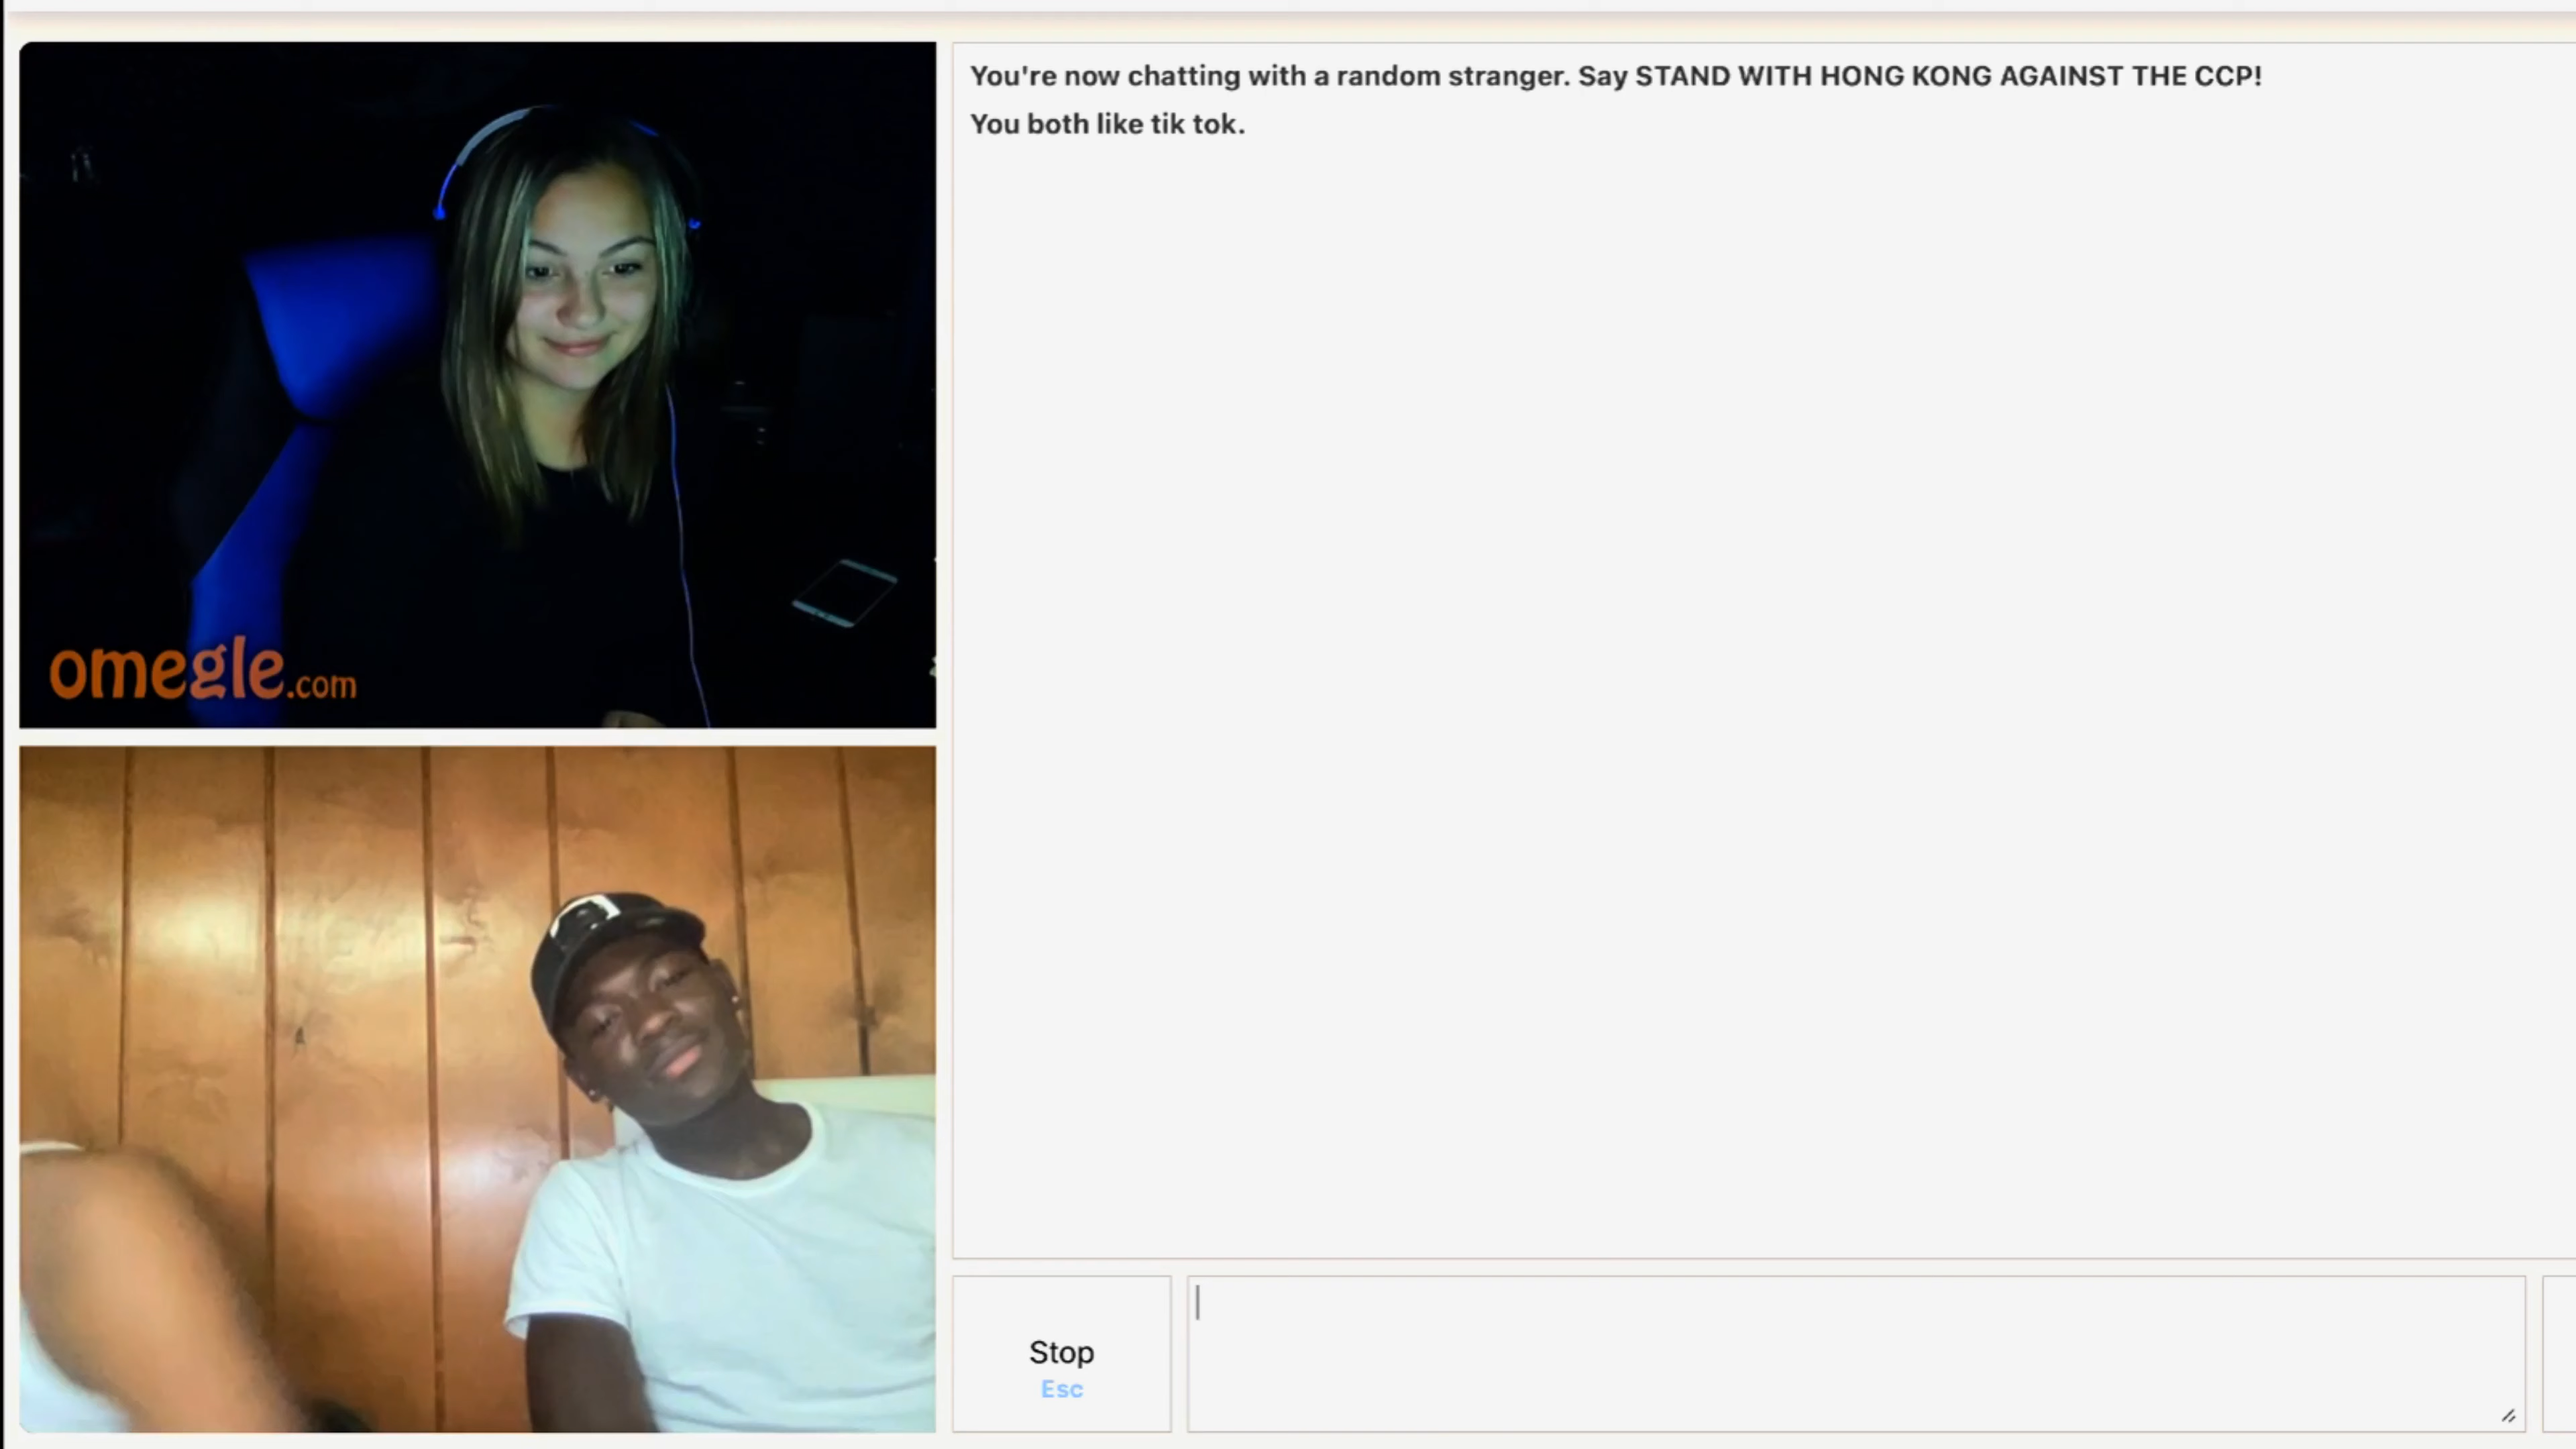 You're now chatting with a random stranger. Say STAND WITH HONG KONG AGAINST THE CCP!
You both like tik tok.
omegle.com
Stop
Esc